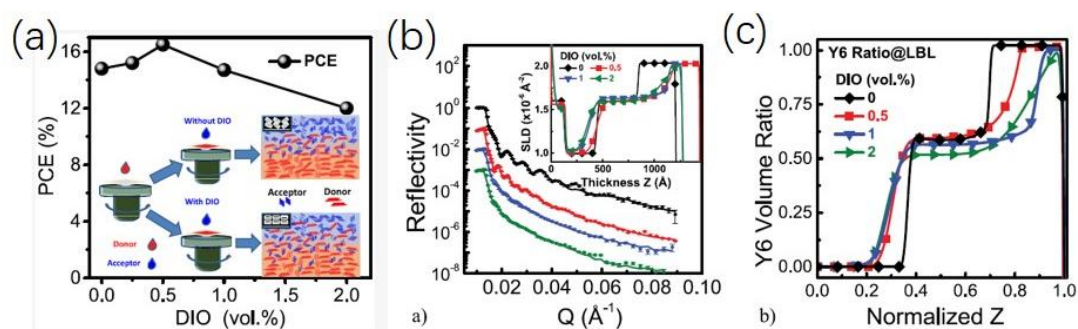 (a)
PCE (%)
16
12
8
4
0
PCE
Without DIO
With DIO
Acceptor
Donor
Donor
Acceptor
0.0
0.5
1.0
1.5
2.0
DIO (vol.%)
(b)
Reflectivity
10⁰
10⁻²
10⁻⁴
10⁻⁶
10⁻⁸
DIO (vol.%)
0
0.5
1
2
SLD (x10⁻⁶ Å⁻²)
2.0
1.5
1.0
0
500
1000
Thickness Z (Å)
0.00
0.02
0.04
0.06
0.08
0.10
Q (Å⁻¹)
a)
(c)
Y6 Volume Ratio
1.00
0.75
0.50
0.25
0.00
Y6 Ratio@LBL
DIO (vol.%)
0
0.5
1
2
0.0
0.2
0.4
0.6
0.8
1.0
Normalized Z
b)